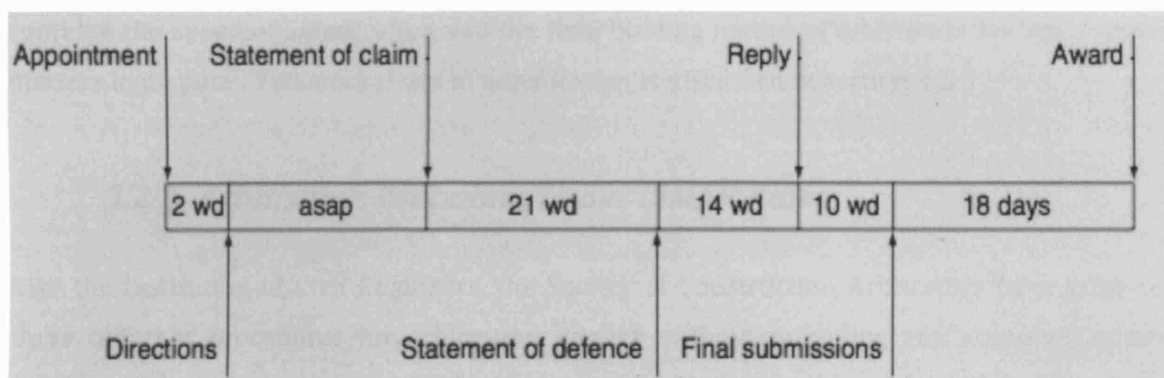 Appointment Statement of claim Reply Award
2 wd asap 21 wd 14 wd 10 wd 18 days
Directions Statement of defence Final submissions